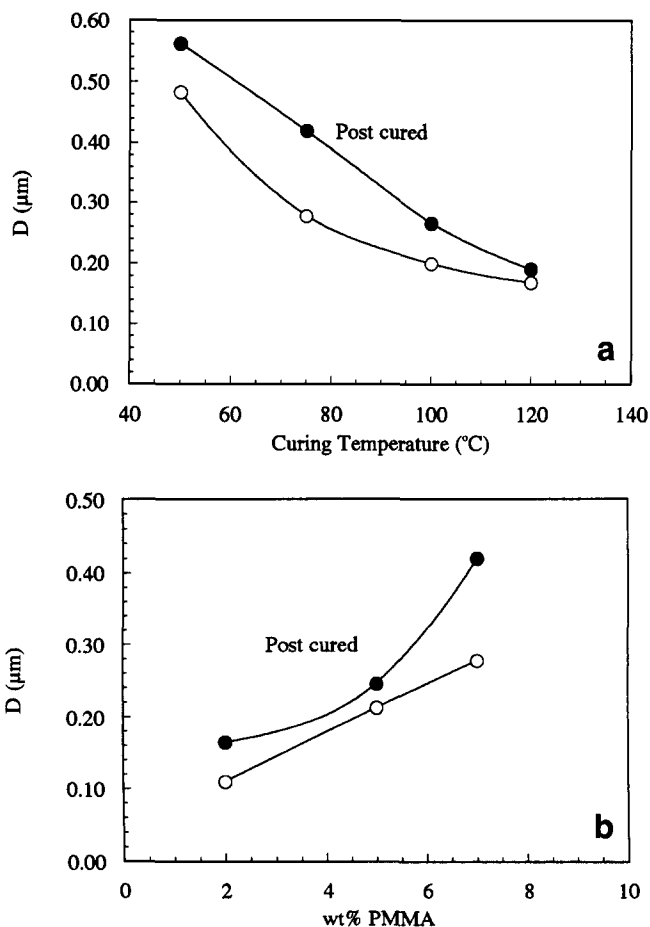 0.60
0.50
0.40
0.30
0.20
0.10
0.00
D (µm)
Post cured
a
40 60 80 100 120 140
Curing Temperature (°C)
0.50
0.40
0.30
0.20
0.10
0.00
D (µm)
Post cured
b
0 2 4 6 8 10
wt% PMMA